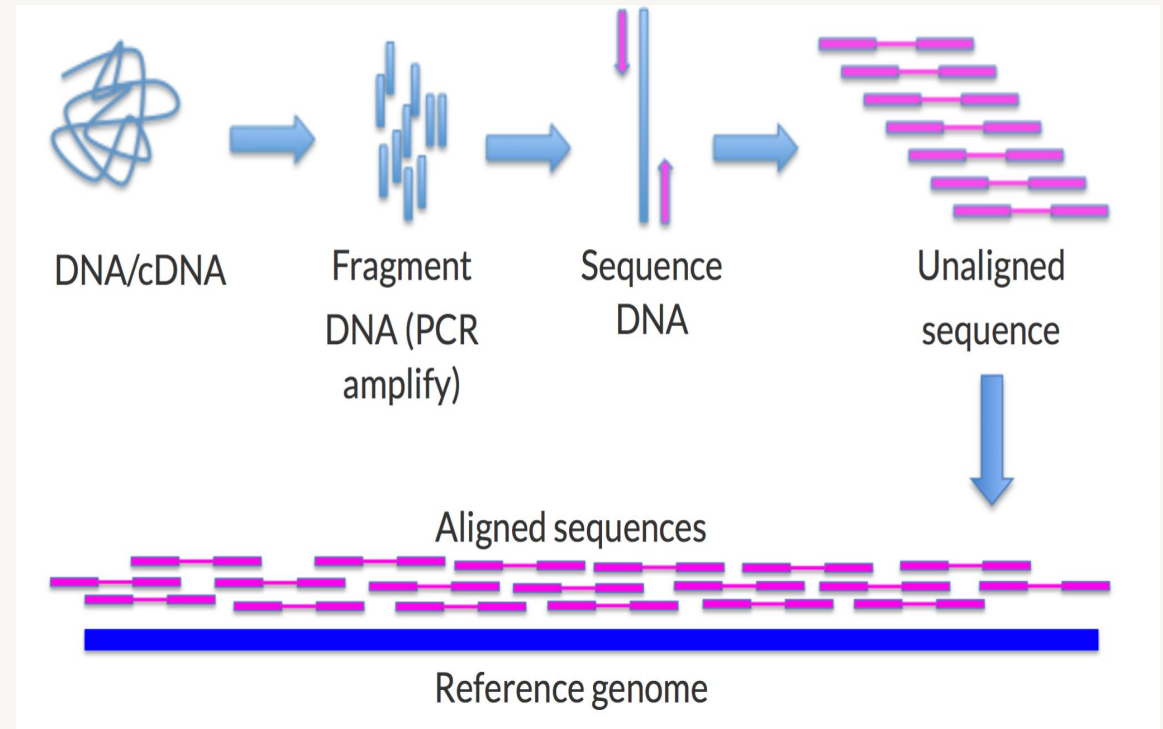 DNA/cDNA
Fragment
DNA (PCR
amplify)
Sequence
DNA
Unaligned
sequence
Aligned sequences
Reference genome